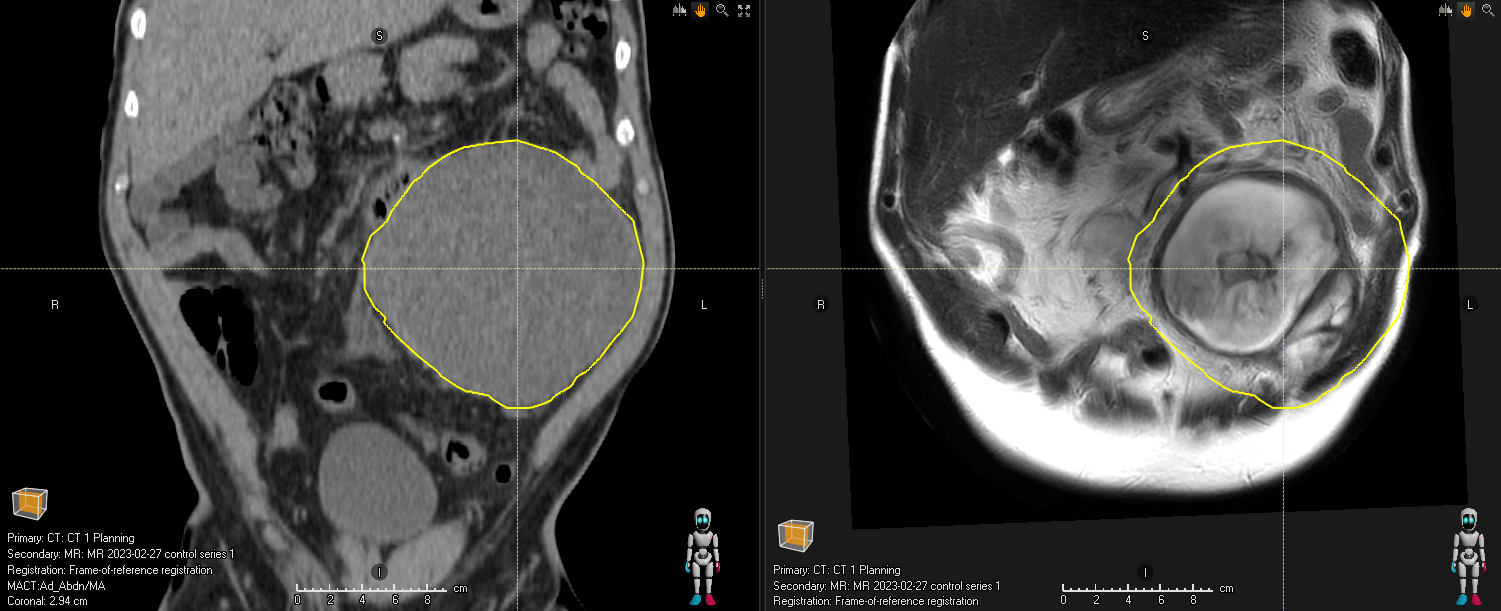 S
S
R
L
R
L
Primary: CT: CT 1 Planning
Secondary: MR: MR 2023-02-27 control series 1
Registration: Frame-of-reference registration
MACT:Ad_Abdn/MA
Coronal: 2.94 cm
I
cm
0 2 4 6 8
Primary: CT: CT 1 Planning
Secondary: MR: MR 2023-02-27 control series 1
Registration: Frame-of-reference registration
I
cm
0 2 4 6 8